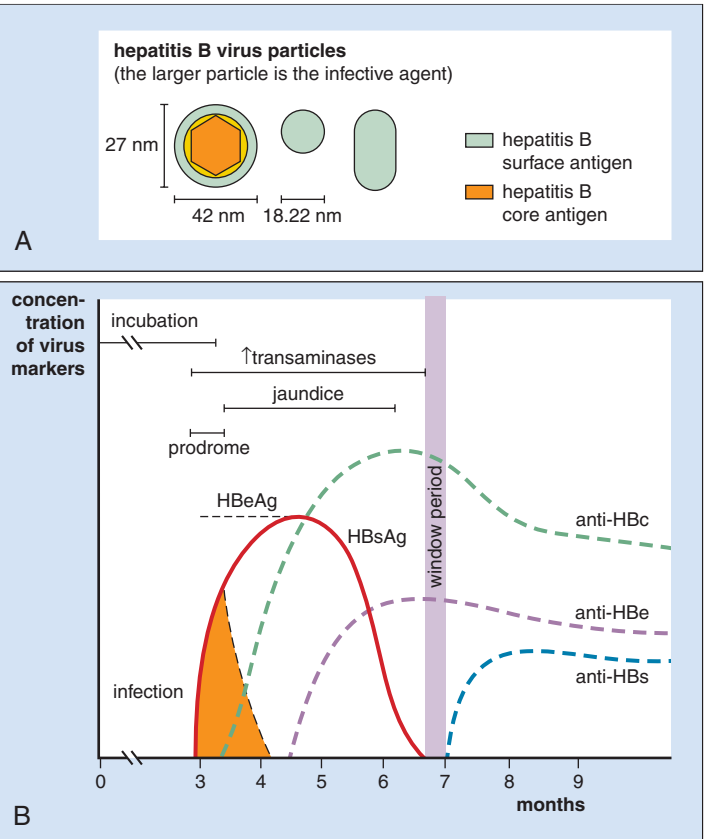 hepatitis B virus particles
(the larger particle is the infective agent)
27 nm
42 nm
18.22 nm
hepatitis B
surface antigen
hepatitis B
core antigen
A
concen-
tration
of virus
markers
incubation
↑transaminases
jaundice
prodrome
HBeAg
HBsAg
window period
anti-HBc
anti-HBe
anti-HBs
infection
0 3 4 5 6 7 8 9
months
B